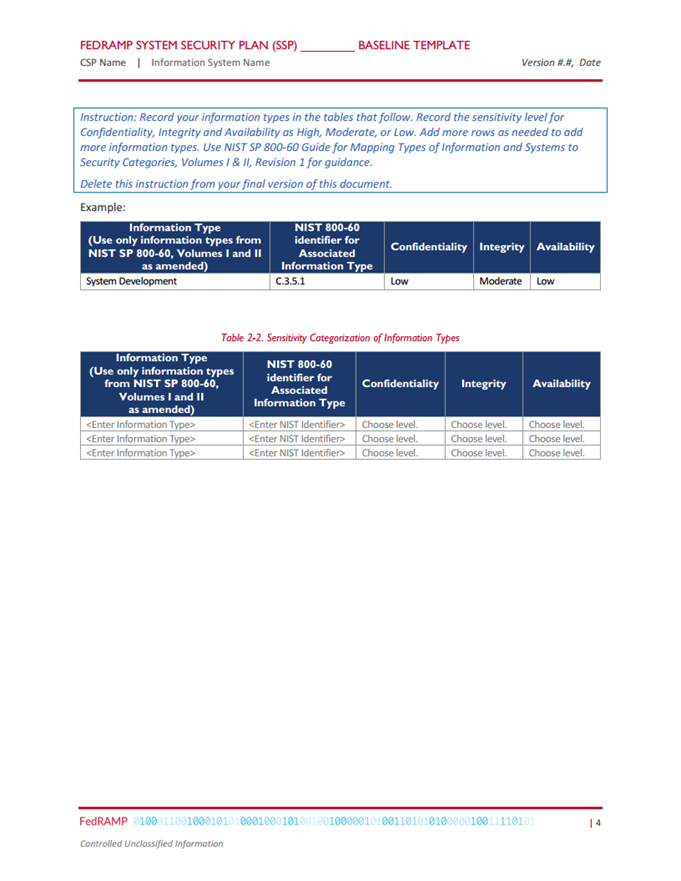 FEDRAMP SYSTEM SECURITY PLAN (SSP) _________ BASELINE TEMPLATE
CSP Name | Information System Name Version #.#, Date
Instruction: Record your information types in the tables that follow. Record the sensitivity level for
Confidentiality, Integrity and Availability as High, Moderate, or Low. Add more rows as needed to add
more information types. Use NIST SP 800-60 Guide for Mapping Types of Information and Systems to
Security Categories, Volumes I & II, Revision 1 for guidance.
Delete this instruction from your final version of this document.
Example:
Information Type
(Use only information types from
NIST SP 800-60, Volumes I and II
as amended)
NIST 800-60
identifier for
Associated
Information Type
Confidentiality
Integrity
Availability
System Development C.3.5.1 Low Moderate Low
Table 2-2. Sensitivity Categorization of Information Types
Information Type
(Use only information types
from NIST SP 800-60,
Volumes I and II
as amended)
NIST 800-60
identifier for
Associated
Information Type
Confidentiality
Integrity
Availability
<Enter Information Type> <Enter NIST Identifier> Choose level. Choose level. Choose level.
<Enter Information Type> <Enter NIST Identifier> Choose level. Choose level. Choose level.
<Enter Information Type> <Enter NIST Identifier> Choose level. Choose level. Choose level.
FedRAMP | 4
Controlled Unclassified Information